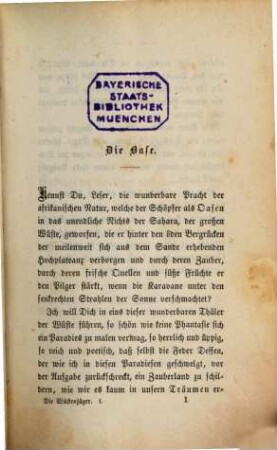 BAYERISCHE
STAATS-
BIBLIOTHEK
MUENCHEN
Die Oase.
Kennst Du, Leser, die wunderbare Pracht der
afrikanischen Natur, welche der Schöpfer als Oasen
in das unendliche Nichts der Sahara, der großen
Wüste, geworfen, die er hinter den öden Bergrücken
der meilenweit sich aus dem Sande erhebenden
Hochplateaux verborgen und durch deren Zauber,
durch deren frische Quellen und süße Früchte er
den Pilger stärkt, wenn die Karavane unter den
senkrechten Strahlen der Sonne verschmachtet?
Ich will Dich in eins dieser wunderbaren Thäler
der Wüste führen, so schön wie keine Phantasie sich
ein Paradies zu malen vermag, so herrlich und üppig,
so reich und poetisch, daß selbst die Feder Dessen,
der wie ich in diesen Paradiesen geschwelgt, vor
der Aufgabe zurückschreckt, ein Zauberland zu schil-
dern, wie wir es kaum in unsern Träumen er-
Die Wüstenjäger. I. 1